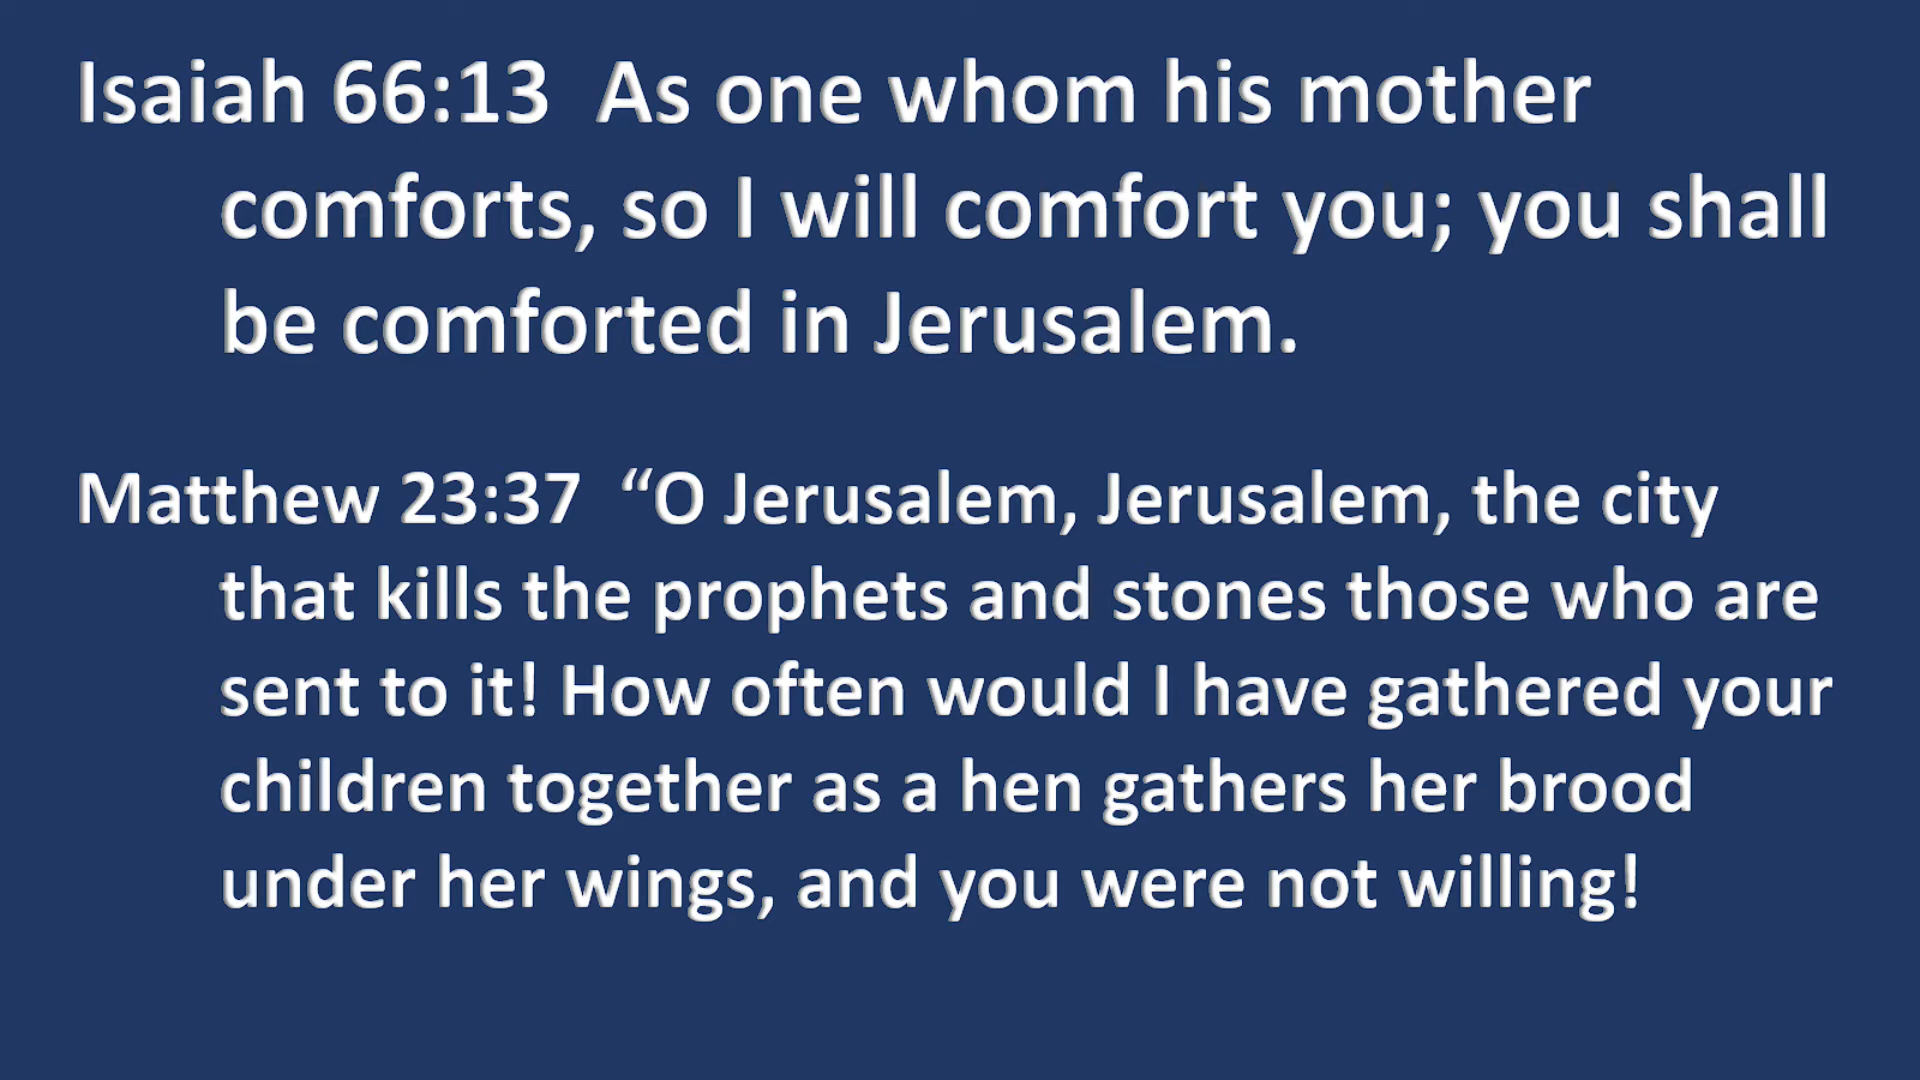 Isaiah 66:13  As one whom his mother
comforts, so I will comfort you; you shall
be comforted in Jerusalem.
Matthew 23:37  “O Jerusalem, Jerusalem, the city
that kills the prophets and stones those who are
sent to it! How often would I have gathered your
children together as a hen gathers her brood
under her wings, and you were not willing!